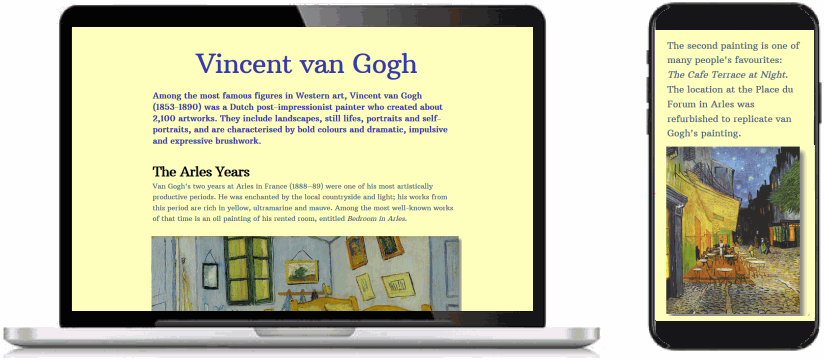 Vincent van Gogh
Among the most famous figures in Western art, Vincent van Gogh
(1853-1890) was a Dutch post-impressionist painter who created about
2,100 artworks. They include landscapes, still lifes, portraits and self-
portraits, and are characterised by bold colours and dramatic, impulsive
and expressive brushwork.
The Arles Years
Van Gogh's two years at Arles in France (1888–89) were one of his most artistically
productive periods. He was enchanted by the local countryside and light; his works from
this period are rich in yellow, ultramarine and mauve. Among the most well-known works
of that time is an oil painting of his rented room, entitled Bedroom in Arles.
The second painting is one of
many people's favourites:
The Cafe Terrace at Night.
The location at the Place du
Forum in Arles was
refurbished to replicate van
Gogh's painting.